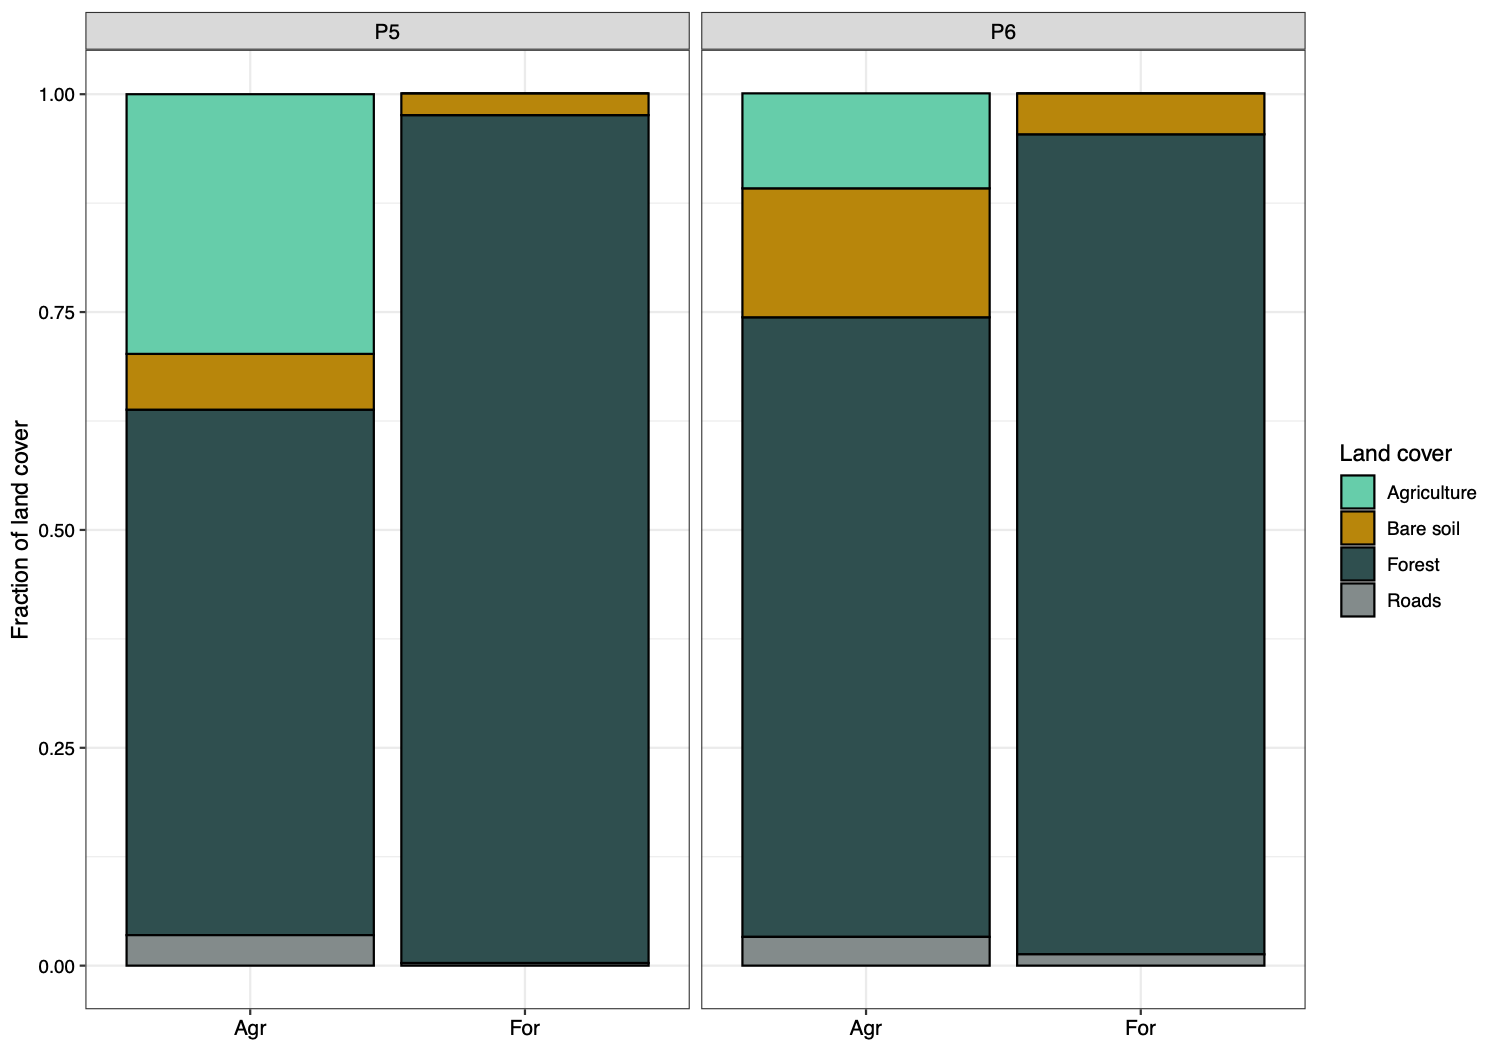 P5
P6
Fraction of land cover
1.00
0.75
0.50
0.25
0.00
Agr
For
Agr
For
Land cover
Agriculture
Bare soil
Forest
Roads